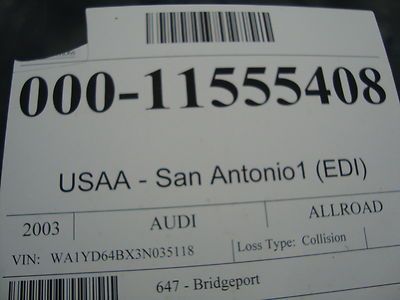 000-11555408
USAA - San Antonio1 (EDI)
2003 AUDI ALLROAD
VIN: WA1YD64BX3N035118 Loss Type: Collision
647 - Bridgeport